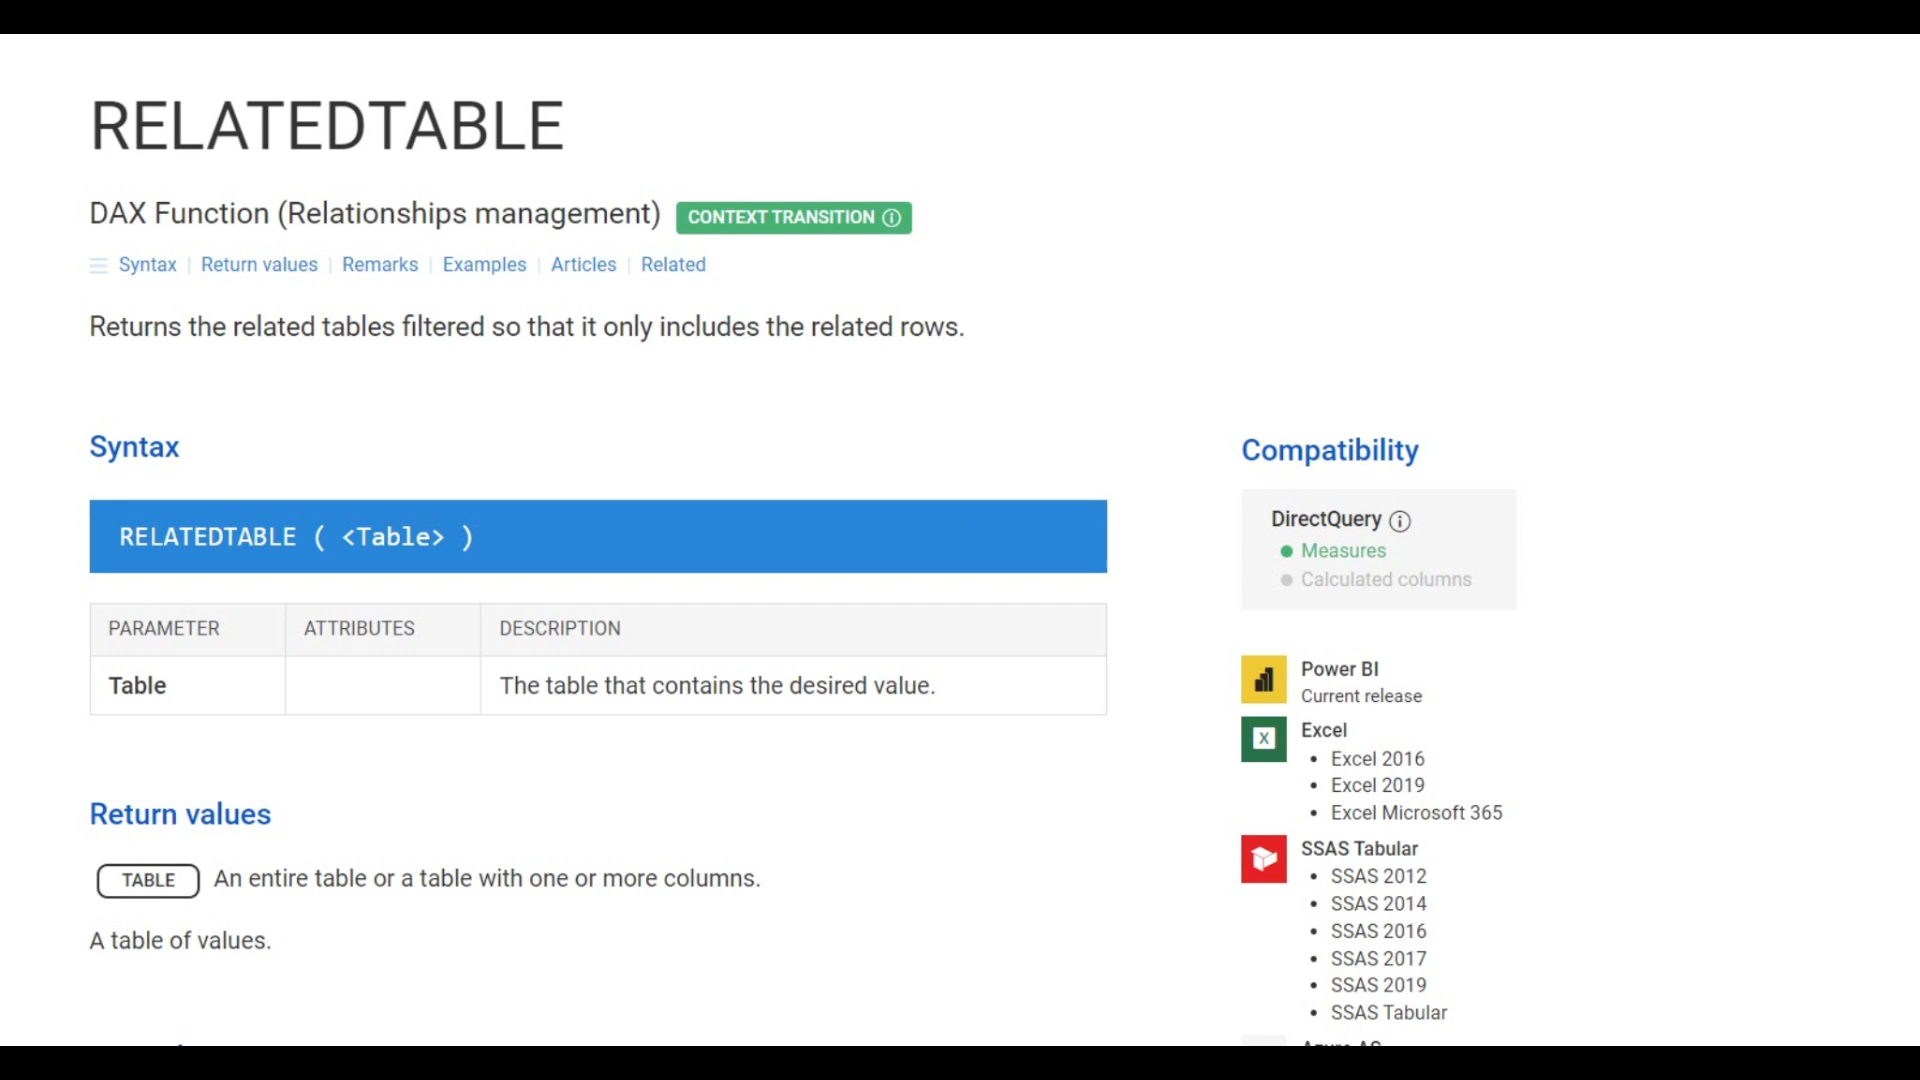 RELATEDTABLE
DAX Function (Relationships management) CONTEXT TRANSITION
Syntax | Return values | Remarks | Examples | Articles | Related
Returns the related tables filtered so that it only includes the related rows.
Syntax
RELATEDTABLE ( <Table> )
PARAMETER ATTRIBUTES DESCRIPTION
Table The table that contains the desired value.
Return values
TABLE An entire table or a table with one or more columns.
A table of values.
Compatibility
DirectQuery
Measures
Calculated columns
Power BI
Current release
Excel
• Excel 2016
• Excel 2019
• Excel Microsoft 365
SSAS Tabular
• SSAS 2012
• SSAS 2014
• SSAS 2016
• SSAS 2017
• SSAS 2019
• SSAS Tabular